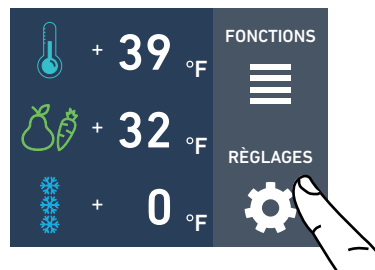 + 39 °F
FONCTIONS
+ 32 °F
RÈGLAGES
+ 0 °F